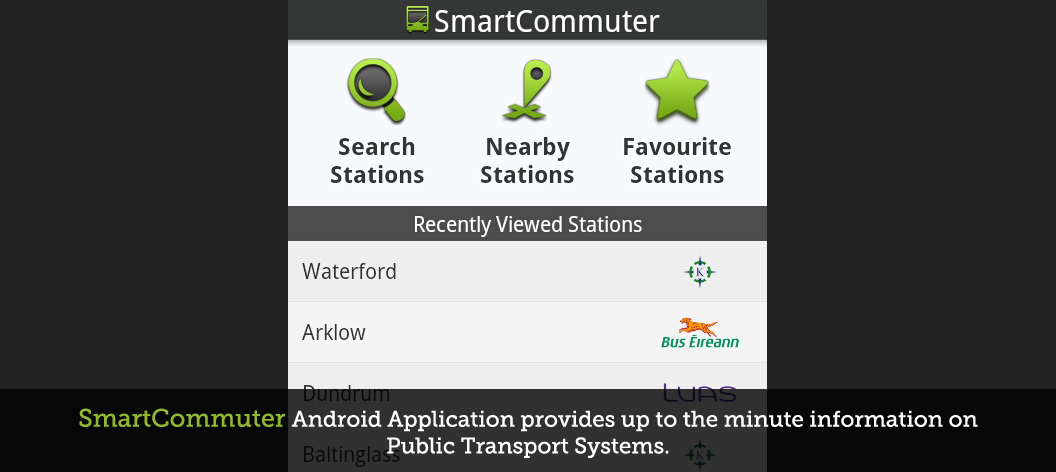 SmartCommuter
Search
Stations
Nearby
Stations
Favourite
Stations
Recently Viewed Stations
Waterford
K
Arklow
Bus Éireann
Dundrum
LUAS
SmartCommuter Android Application provides up to the minute information on
Public Transport Systems.
Baltinglass
K